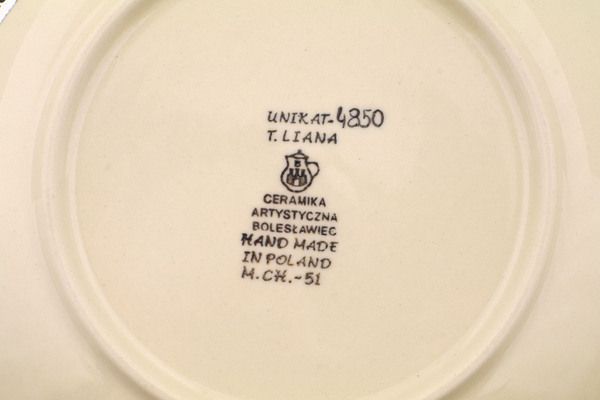 UNIKAT-4850
T. LIANA
B
CERAMIKA
ARTYSTYCZNA
BOLESŁAWIEC
HAND MADE
IN POLAND
M.CH.-51